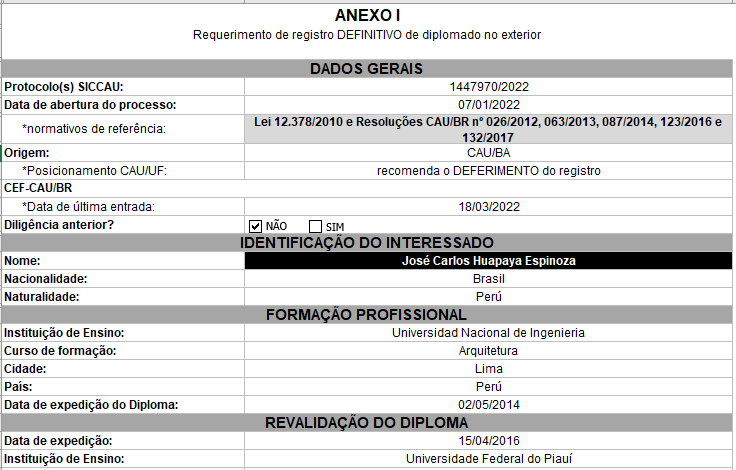 ANEXO I
Requerimento de registro DEFINITIVO de diplomado no exterior
DADOS GERAIS
Protocolo(s) SICCAU: 1447970/2022
Data de abertura do processo: 07/01/2022
*normativos de referência: Lei 12.378/2010 e Resoluções CAU/BR nº 026/2012, 063/2013, 087/2014, 123/2016 e
132/2017
Origem: CAU/BA
*Posicionamento CAU/UF: recomenda o DEFERIMENTO do registro
CEF-CAU/BR
*Data de última entrada: 18/03/2022
Diligência anterior? NÃO SIM
IDENTIFICAÇÃO DO INTERESSADO
Nome: José Carlos Huapaya Espinoza
Nacionalidade: Brasil
Naturalidade: Perú
FORMAÇÃO PROFISSIONAL
Instituição de Ensino: Universidad Nacional de Ingenieria
Curso de formação: Arquitetura
Cidade: Lima
País: Perú
Data de expedição do Diploma: 02/05/2014
REVALIDAÇÃO DO DIPLOMA
Data de expedição: 15/04/2016
Instituição de Ensino: Universidade Federal do Piauí